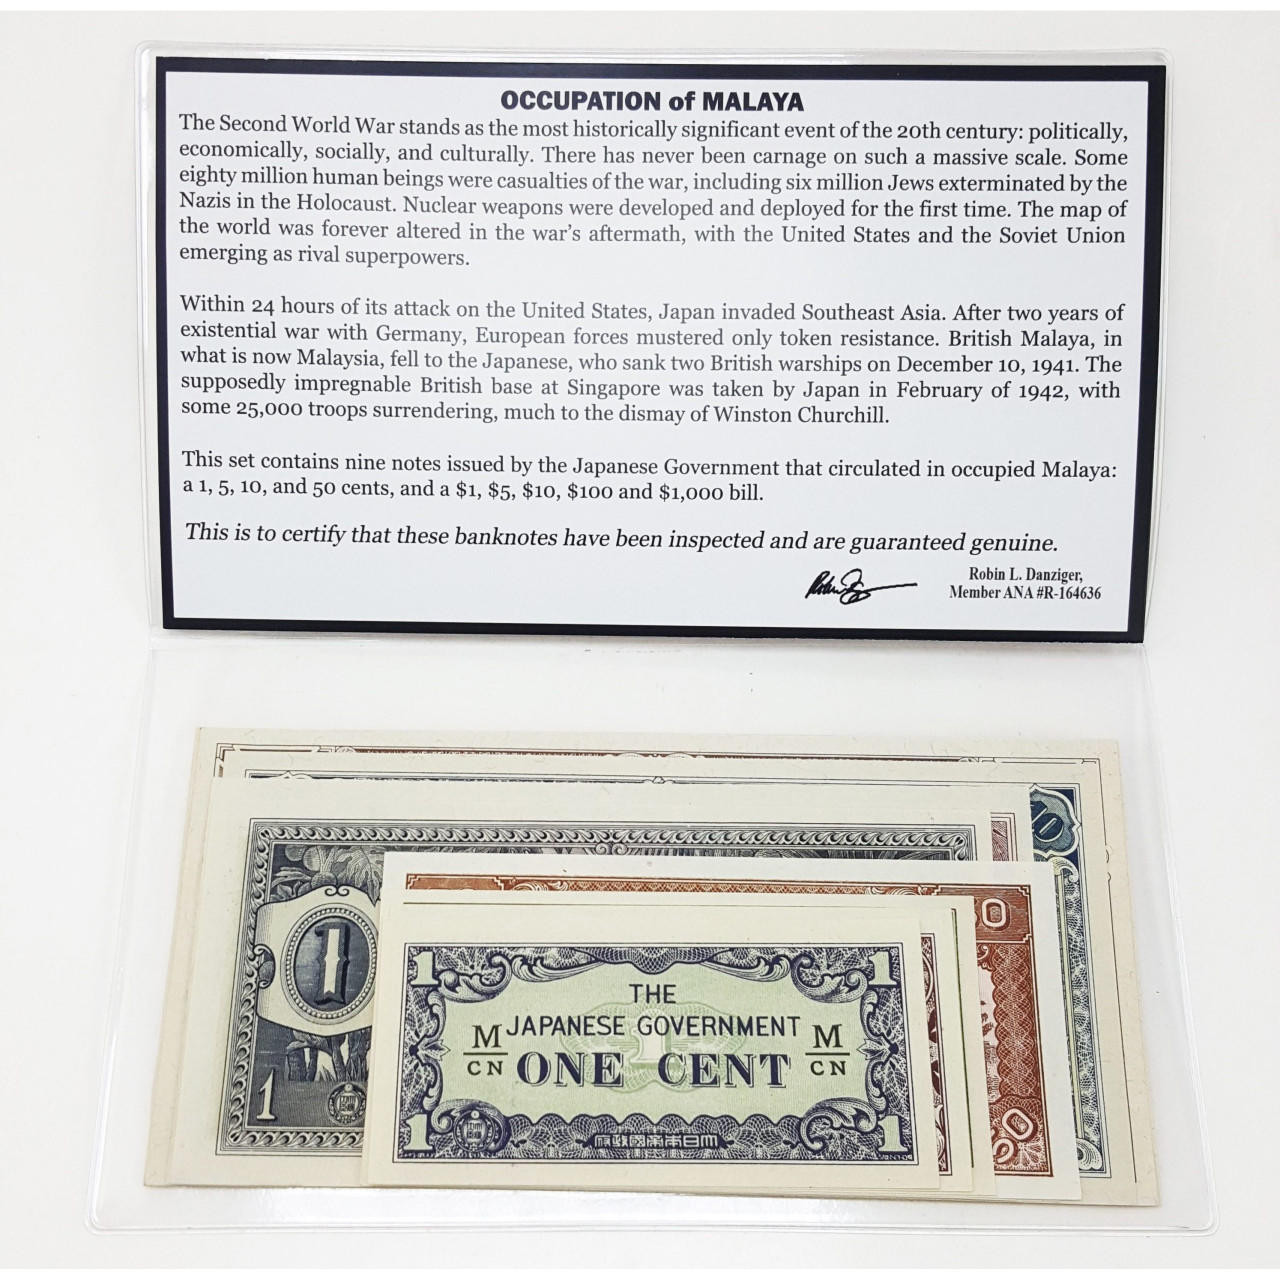 OCCUPATION of MALAYA
The Second World War stands as the most historically significant event of the 20th century: politically,
economically, socially, and culturally. There has never been carnage on such a massive scale. Some
eighty million human beings were casualties of the war, including six million Jews exterminated by the
Nazis in the Holocaust. Nuclear weapons were developed and deployed for the first time. The map of
the world was forever altered in the war's aftermath, with the United States and the Soviet Union
emerging as rival superpowers.
Within 24 hours of its attack on the United States, Japan invaded Southeast Asia. After two years of
existential war with Germany, European forces mustered only token resistance. British Malaya, in
what is now Malaysia, fell to the Japanese, who sank two British warships on December 10, 1941. The
supposedly impregnable British base at Singapore was taken by Japan in February of 1942, with
some 25,000 troops surrendering, much to the dismay of Winston Churchill.
This set contains nine notes issued by the Japanese Government that circulated in occupied Malaya:
a 1, 5, 10, and 50 cents, and a $1, $5, $10, $100 and $1,000 bill.
This is to certify that these banknotes have been inspected and are guaranteed genuine.
Robin L. Danziger,
Member ANA #R-164636
10
1
50
1
50
1 1
THE
M JAPANESE GOVERNMENT M
CN ONE CENT CN
1 府政國帝本日大 1